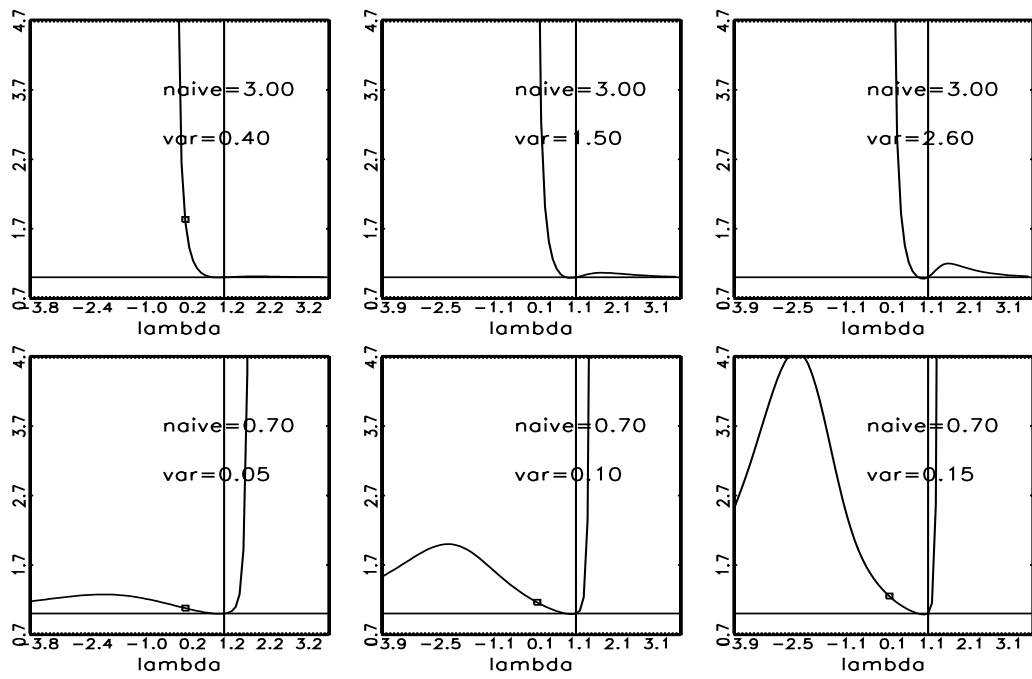 4.7 4.7 4.7
3.7 naive=3.00 3.7 naive=3.00 3.7 naive=3.00
var=0.40 var=1.50 var=2.60
2.7 2.7 2.7
1.7 1.7 1.7
0.7 0.7 0.7
-3.8 -2.4 -1.0 0.2 1.2 2.2 3.2 -3.9 -2.5 -1.1 0.1 1.1 2.1 3.1 -3.9 -2.5 -1.1 0.1 1.1 2.1 3.1
lambda lambda lambda
4.7 4.7 4.7
3.7 naive=0.70 3.7 naive=0.70 3.7 naive=0.70
var=0.05 var=0.10 var=0.15
2.7 2.7 2.7
1.7 1.7 1.7
0.7 0.7 0.7
-3.8 -2.4 -1.0 0.2 1.2 2.2 3.2 -3.9 -2.5 -1.1 0.1 1.1 2.1 3.1 -3.9 -2.5 -1.1 0.1 1.1 2.1 3.1
lambda lambda lambda